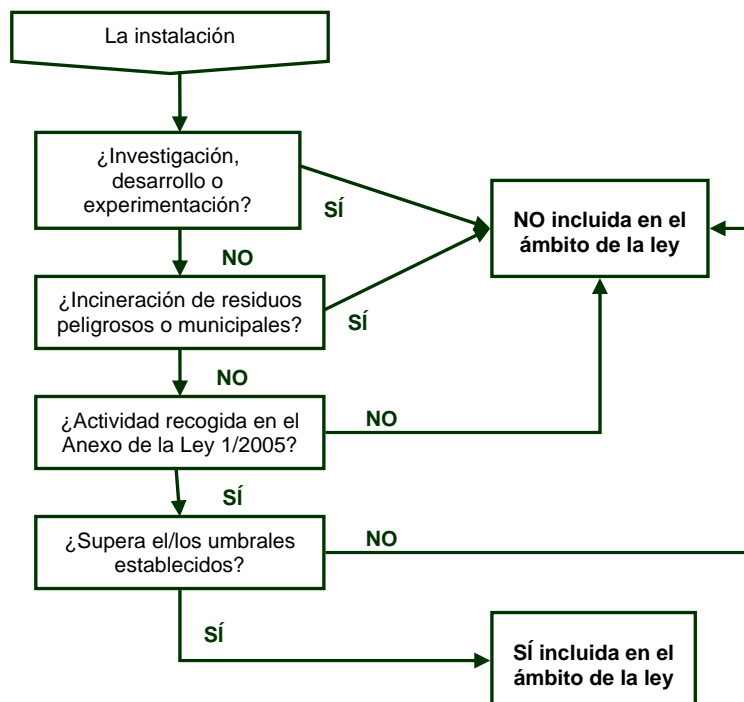 La instalación
¿Investigación,
desarrollo o
experimentación?
SÍ
NO incluida en el
ámbito de la ley
NO
¿Incineración de residuos
peligrosos o municipales?
SÍ
NO
¿Actividad recogida en el
Anexo de la Ley 1/2005?
NO
SÍ
¿Supera el/los umbrales
establecidos?
NO
SÍ
SÍ incluida en el
ámbito de la ley